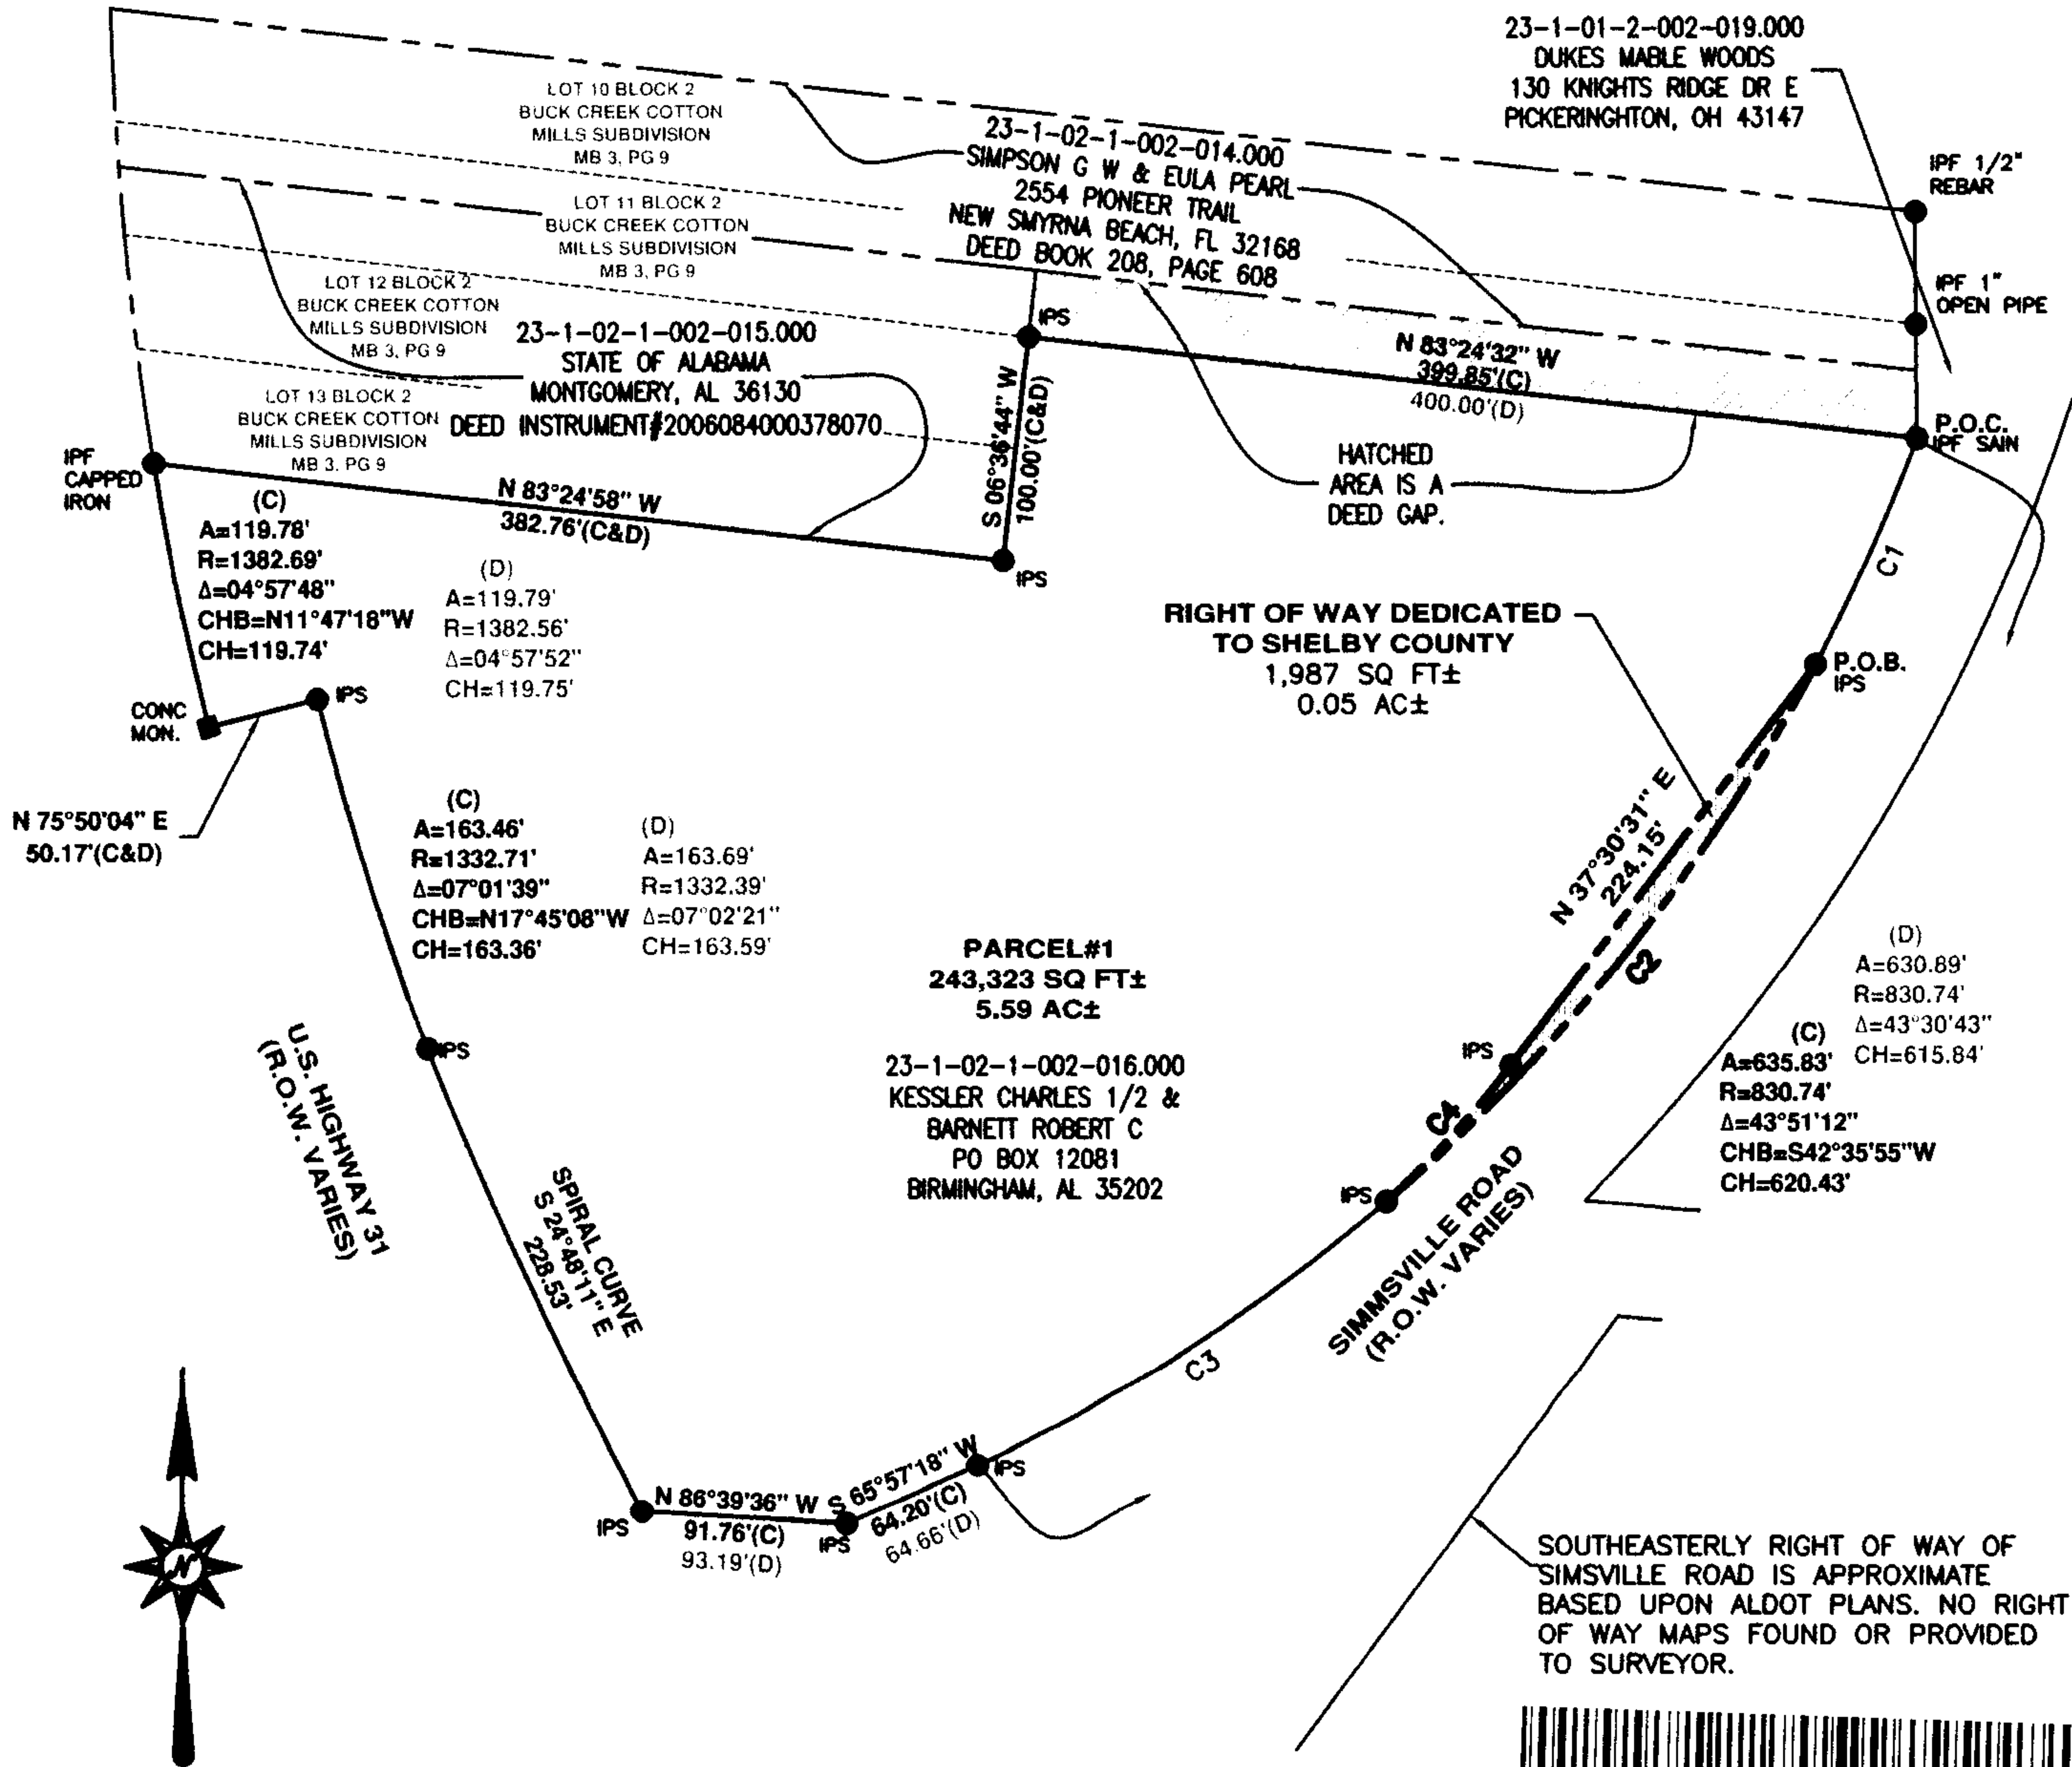 23-1-01-2-002-019.000
DUKES MABLE WOODS
130 KNIGHTS RIDGE DR E
PICKERINGHTON, OH 43147
LOT 10 BLOCK 2
BUCK CREEK COTTON
MILLS SUBDIVISION
MB 3, PG 9
23-1-02-1-002-014.000
SIMPSON G W & EULA PEARL
2554 PIONEER TRAIL
NEW SMYRNA BEACH, FL 32168
DEED BOOK 208, PAGE 608
IPF 1/2"
REBAR
IPF 1"
OPEN PIPE
LOT 11 BLOCK 2
BUCK CREEK COTTON
MILLS SUBDIVISION
MB 3, PG 9
LOT 12 BLOCK 2
BUCK CREEK COTTON
MILLS SUBDIVISION
MB 3, PG 9
23-1-02-1-002-015.000
STATE OF ALABAMA
MONTGOMERY, AL 36130
DEED INSTRUMENT#2006084000378070
LOT 13 BLOCK 2
BUCK CREEK COTTON
MILLS SUBDIVISION
MB 3, PG 9
IPS
N 83°24'32" W
399.85'(C)
400.00'(D)
P.O.C.
IPF SAIN
S 06°36'44" W
100.00'(C&D)
HATCHED
AREA IS A
DEED GAP.
IPF
CAPPED
IRON
N 83°24'58" W
382.76'(C&D)
IPS
(C)
A=119.78'
R=1382.69'
Δ=04°57'48"
CHB=N11°47'18"W
CH=119.74'
(D)
A=119.79'
R=1382.56'
Δ=04°57'52"
CH=119.75'
C1
RIGHT OF WAY DEDICATED
TO SHELBY COUNTY
1,987 SQ FT±
0.05 AC±
P.O.B.
IPS
CONC
MON.
IPS
N 75°50'04" E
50.17'(C&D)
(C)
A=163.46'
R=1332.71'
Δ=07°01'39"
CHB=N17°45'08"W
CH=163.36'
(D)
A=163.69'
R=1332.39'
Δ=07°02'21"
CH=163.59'
N 37°30'31" E
224.15'
C2
PARCEL#1
243,323 SQ FT±
5.59 AC±
23-1-02-1-002-016.000
KESSLER CHARLES 1/2 &
BARNETT ROBERT C
PO BOX 12081
BIRMINGHAM, AL 35202
(D)
A=630.89'
R=830.74'
Δ=43°30'43"
CH=615.84'
(C)
A=635.83'
R=830.74'
Δ=43°51'12"
CHB=S42°35'55"W
CH=620.43'
IPS
IPS
C4
IPS
U.S. HIGHWAY 31
(R.O.W. VARIES)
SPIRAL CURVE
S 24°48'11" E
228.53'
SIMMSVILLE ROAD
(R.O.W. VARIES)
C3
IPS
N 86°39'36" W
91.76'(C)
93.19'(D)
IPS
S 65°57'18" W
64.20'(C)
64.66'(D)
IPS
N
SOUTHEASTERLY RIGHT OF WAY OF
SIMSVILLE ROAD IS APPROXIMATE
BASED UPON ALDOT PLANS. NO RIGHT
OF WAY MAPS FOUND OR PROVIDED
TO SURVEYOR.